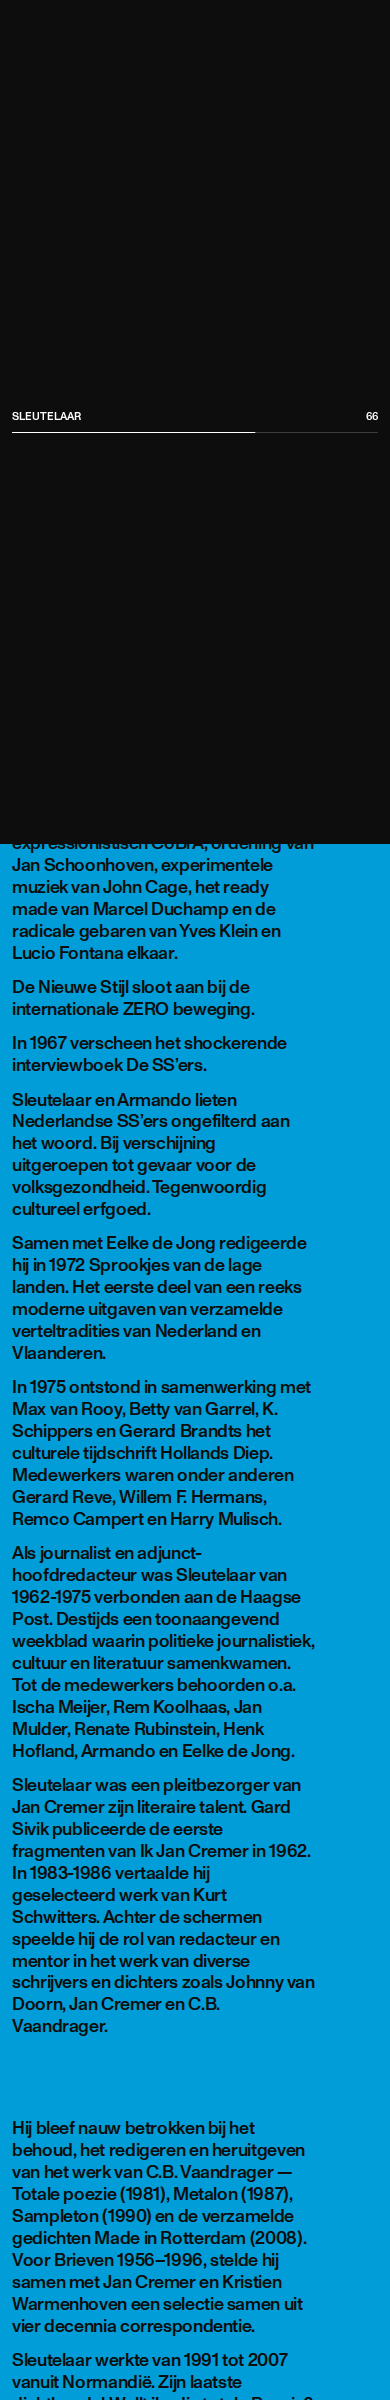 SLEUTELAAR 66
expressionistisch CoBrA, ordening van
Jan Schoonhoven, experimentele
muziek van John Cage, het ready
made van Marcel Duchamp en de
radicale gebaren van Yves Klein en
Lucio Fontana elkaar.
De Nieuwe Stijl sloot aan bij de
internationale ZERO beweging.
In 1967 verscheen het shockerende
interviewboek De SS’ers.
Sleutelaar en Armando lieten
Nederlandse SS’ers ongefilterd aan
het woord. Bij verschijning
uitgeroepen tot gevaar voor de
volksgezondheid. Tegenwoordig
cultureel erfgoed.
Samen met Eelke de Jong redigeerde
hij in 1972 Sprookjes van de lage
landen. Het eerste deel van een reeks
moderne uitgaven van verzamelde
verteltradities van Nederland en
Vlaanderen.
In 1975 ontstond in samenwerking met
Max van Rooy, Betty van Garrel, K.
Schippers en Gerard Brandts het
culturele tijdschrift Hollands Diep.
Medewerkers waren onder anderen
Gerard Reve, Willem F. Hermans,
Remco Campert en Harry Mulisch.
Als journalist en adjunct-
hoofdredacteur was Sleutelaar van
1962-1975 verbonden aan de Haagse
Post. Destijds een toonaangevend
weekblad waarin politieke journalistiek,
cultuur en literatuur samenkwamen.
Tot de medewerkers behoorden o.a.
Ischa Meijer, Rem Koolhaas, Jan
Mulder, Renate Rubinstein, Henk
Hofland, Armando en Eelke de Jong.
Sleutelaar was een pleitbezorger van
Jan Cremer zijn literaire talent. Gard
Sivik publiceerde de eerste
fragmenten van Ik Jan Cremer in 1962.
In 1983-1986 vertaalde hij
geselecteerd werk van Kurt
Schwitters. Achter de schermen
speelde hij de rol van redacteur en
mentor in het werk van diverse
schrijvers en dichters zoals Johnny van
Doorn, Jan Cremer en C.B.
Vaandrager.
Hij bleef nauw betrokken bij het
behoud, het redigeren en heruitgeven
van het werk van C.B. Vaandrager —
Totale poezie (1981), Metalon (1987),
Sampleton (1990) en de verzamelde
gedichten Made in Rotterdam (2008).
Voor Brieven 1956–1996, stelde hij
samen met Jan Cremer en Kristien
Warmenhoven een selectie samen uit
vier decennia correspondentie.
Sleutelaar werkte van 1991 tot 2007
vanuit Normandië. Zijn laatste